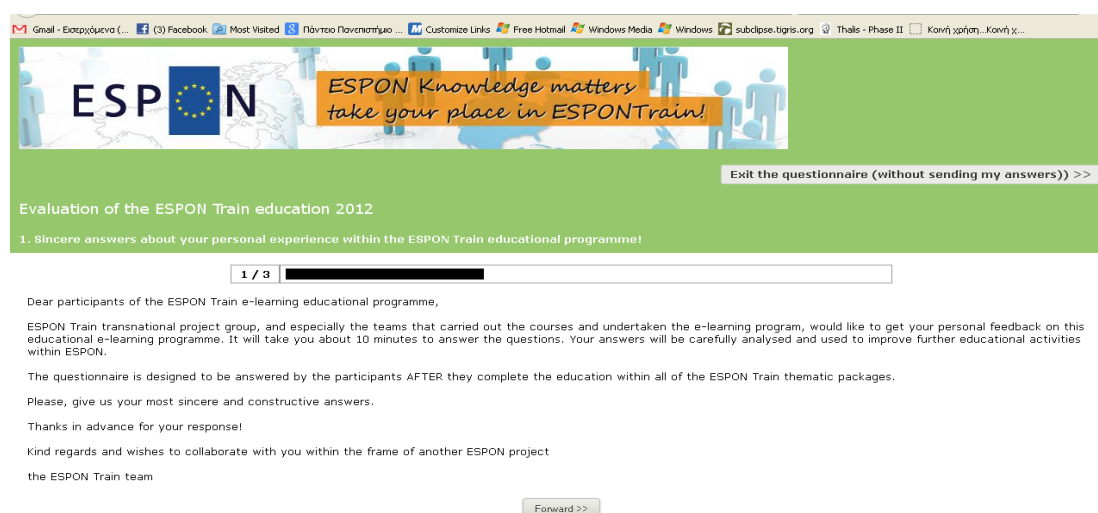 Gmail - Εισερχόμενα (... (3) Facebook Most Visited Πάντειο Πανεπιστήμιο ... Customize Links Free Hotmail Windows Media Windows subclipse.tigris.org Thalis - Phase II Κοινή χρήση...Κοινή χ...
ESPON
ESPON Knowledge matters
take your place in ESPONTrain!
Exit the questionnaire (without sending my answers)) >>
Evaluation of the ESPON Train education 2012
1. Sincere answers about your personal experience within the ESPON Train educational programme!
1 / 3
Dear participants of the ESPON Train e-learning educational programme,
ESPON Train transnational project group, and especially the teams that carried out the courses and undertaken the e-learning program, would like to get your personal feedback on this
educational e-learning programme. It will take you about 10 minutes to answer the questions. Your answers will be carefully analysed and used to improve further educational activities
within ESPON.
The questionnaire is designed to be answered by the participants AFTER they complete the education within all of the ESPON Train thematic packages.
Please, give us your most sincere and constructive answers.
Thanks in advance for your response!
Kind regards and wishes to collaborate with you within the frame of another ESPON project
the ESPON Train team
Forward >>